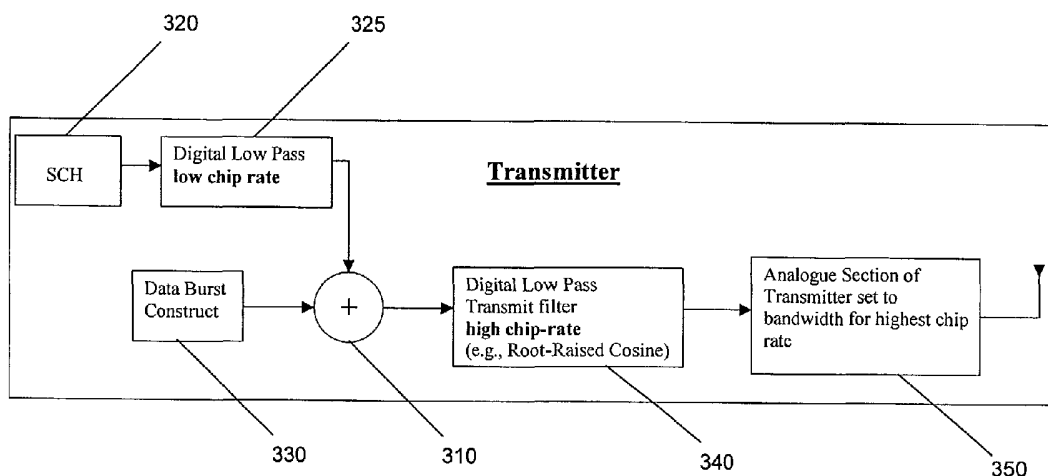 320
325
SCH
Digital Low Pass
low chip rate
Transmitter
Data Burst
Construct
+
Digital Low Pass
Transmit filter
high chip-rate
(e.g., Root-Raised Cosine)
Analogue Section of
Transmitter set to
bandwidth for highest chip
rate
330
310
340
350